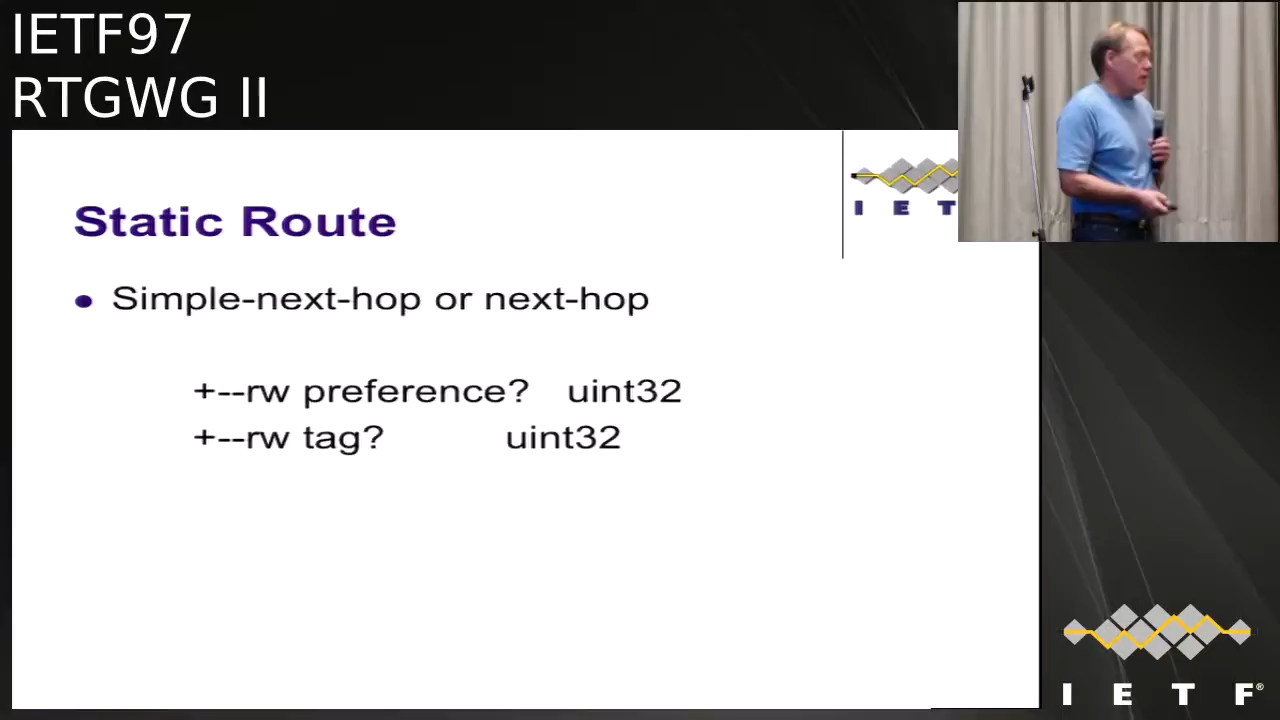 IETF97
RTGWG II
I E T
Static Route
Simple-next-hop or next-hop
+--rw preference? uint32
+--rw tag? uint32
I E T F®